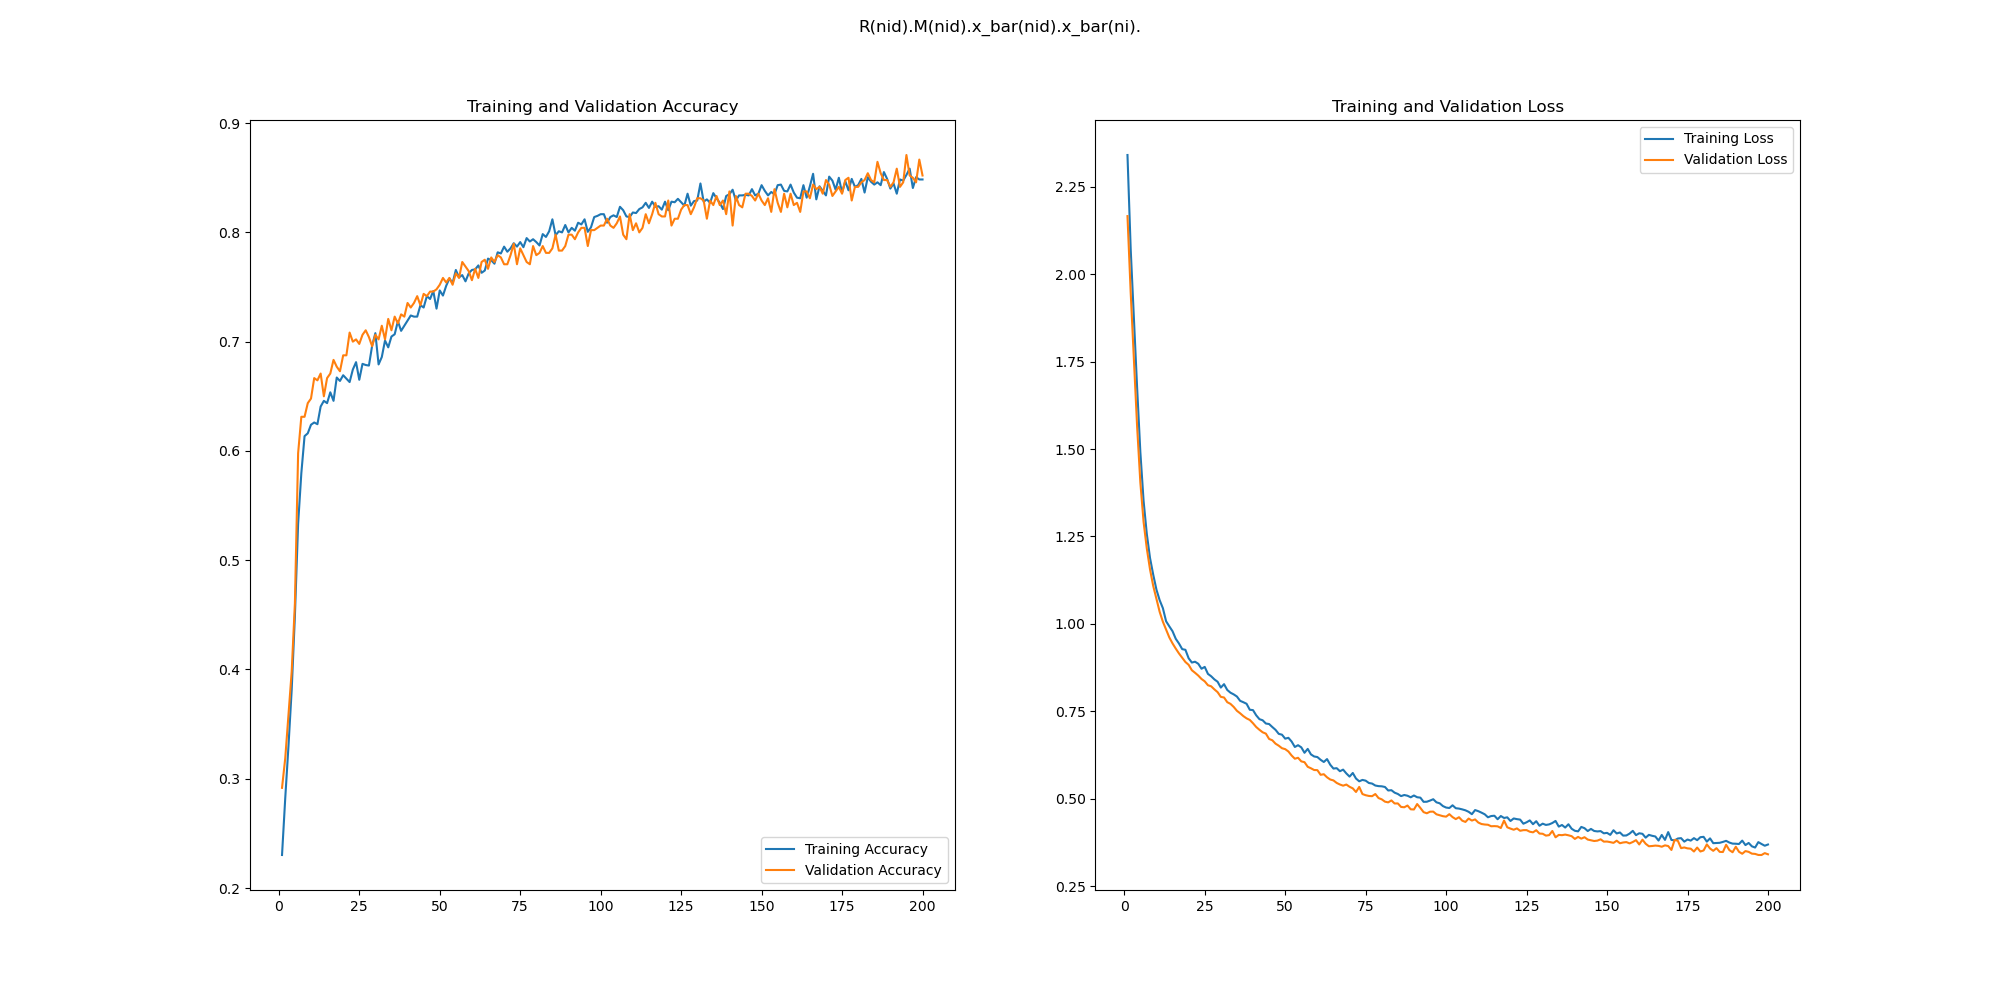 R(nid).M(nid).x_bar(nid).x_bar(ni).
Training and Validation Accuracy
0.9
0.8
0.7
0.6
0.5
0.4
0.3
0.2
0 25 50 75 100 125 150 175 200
Training Accuracy
Validation Accuracy
Training and Validation Loss
Training Loss
Validation Loss
2.25
2.00
1.75
1.50
1.25
1.00
0.75
0.50
0.25
0 25 50 75 100 125 150 175 200